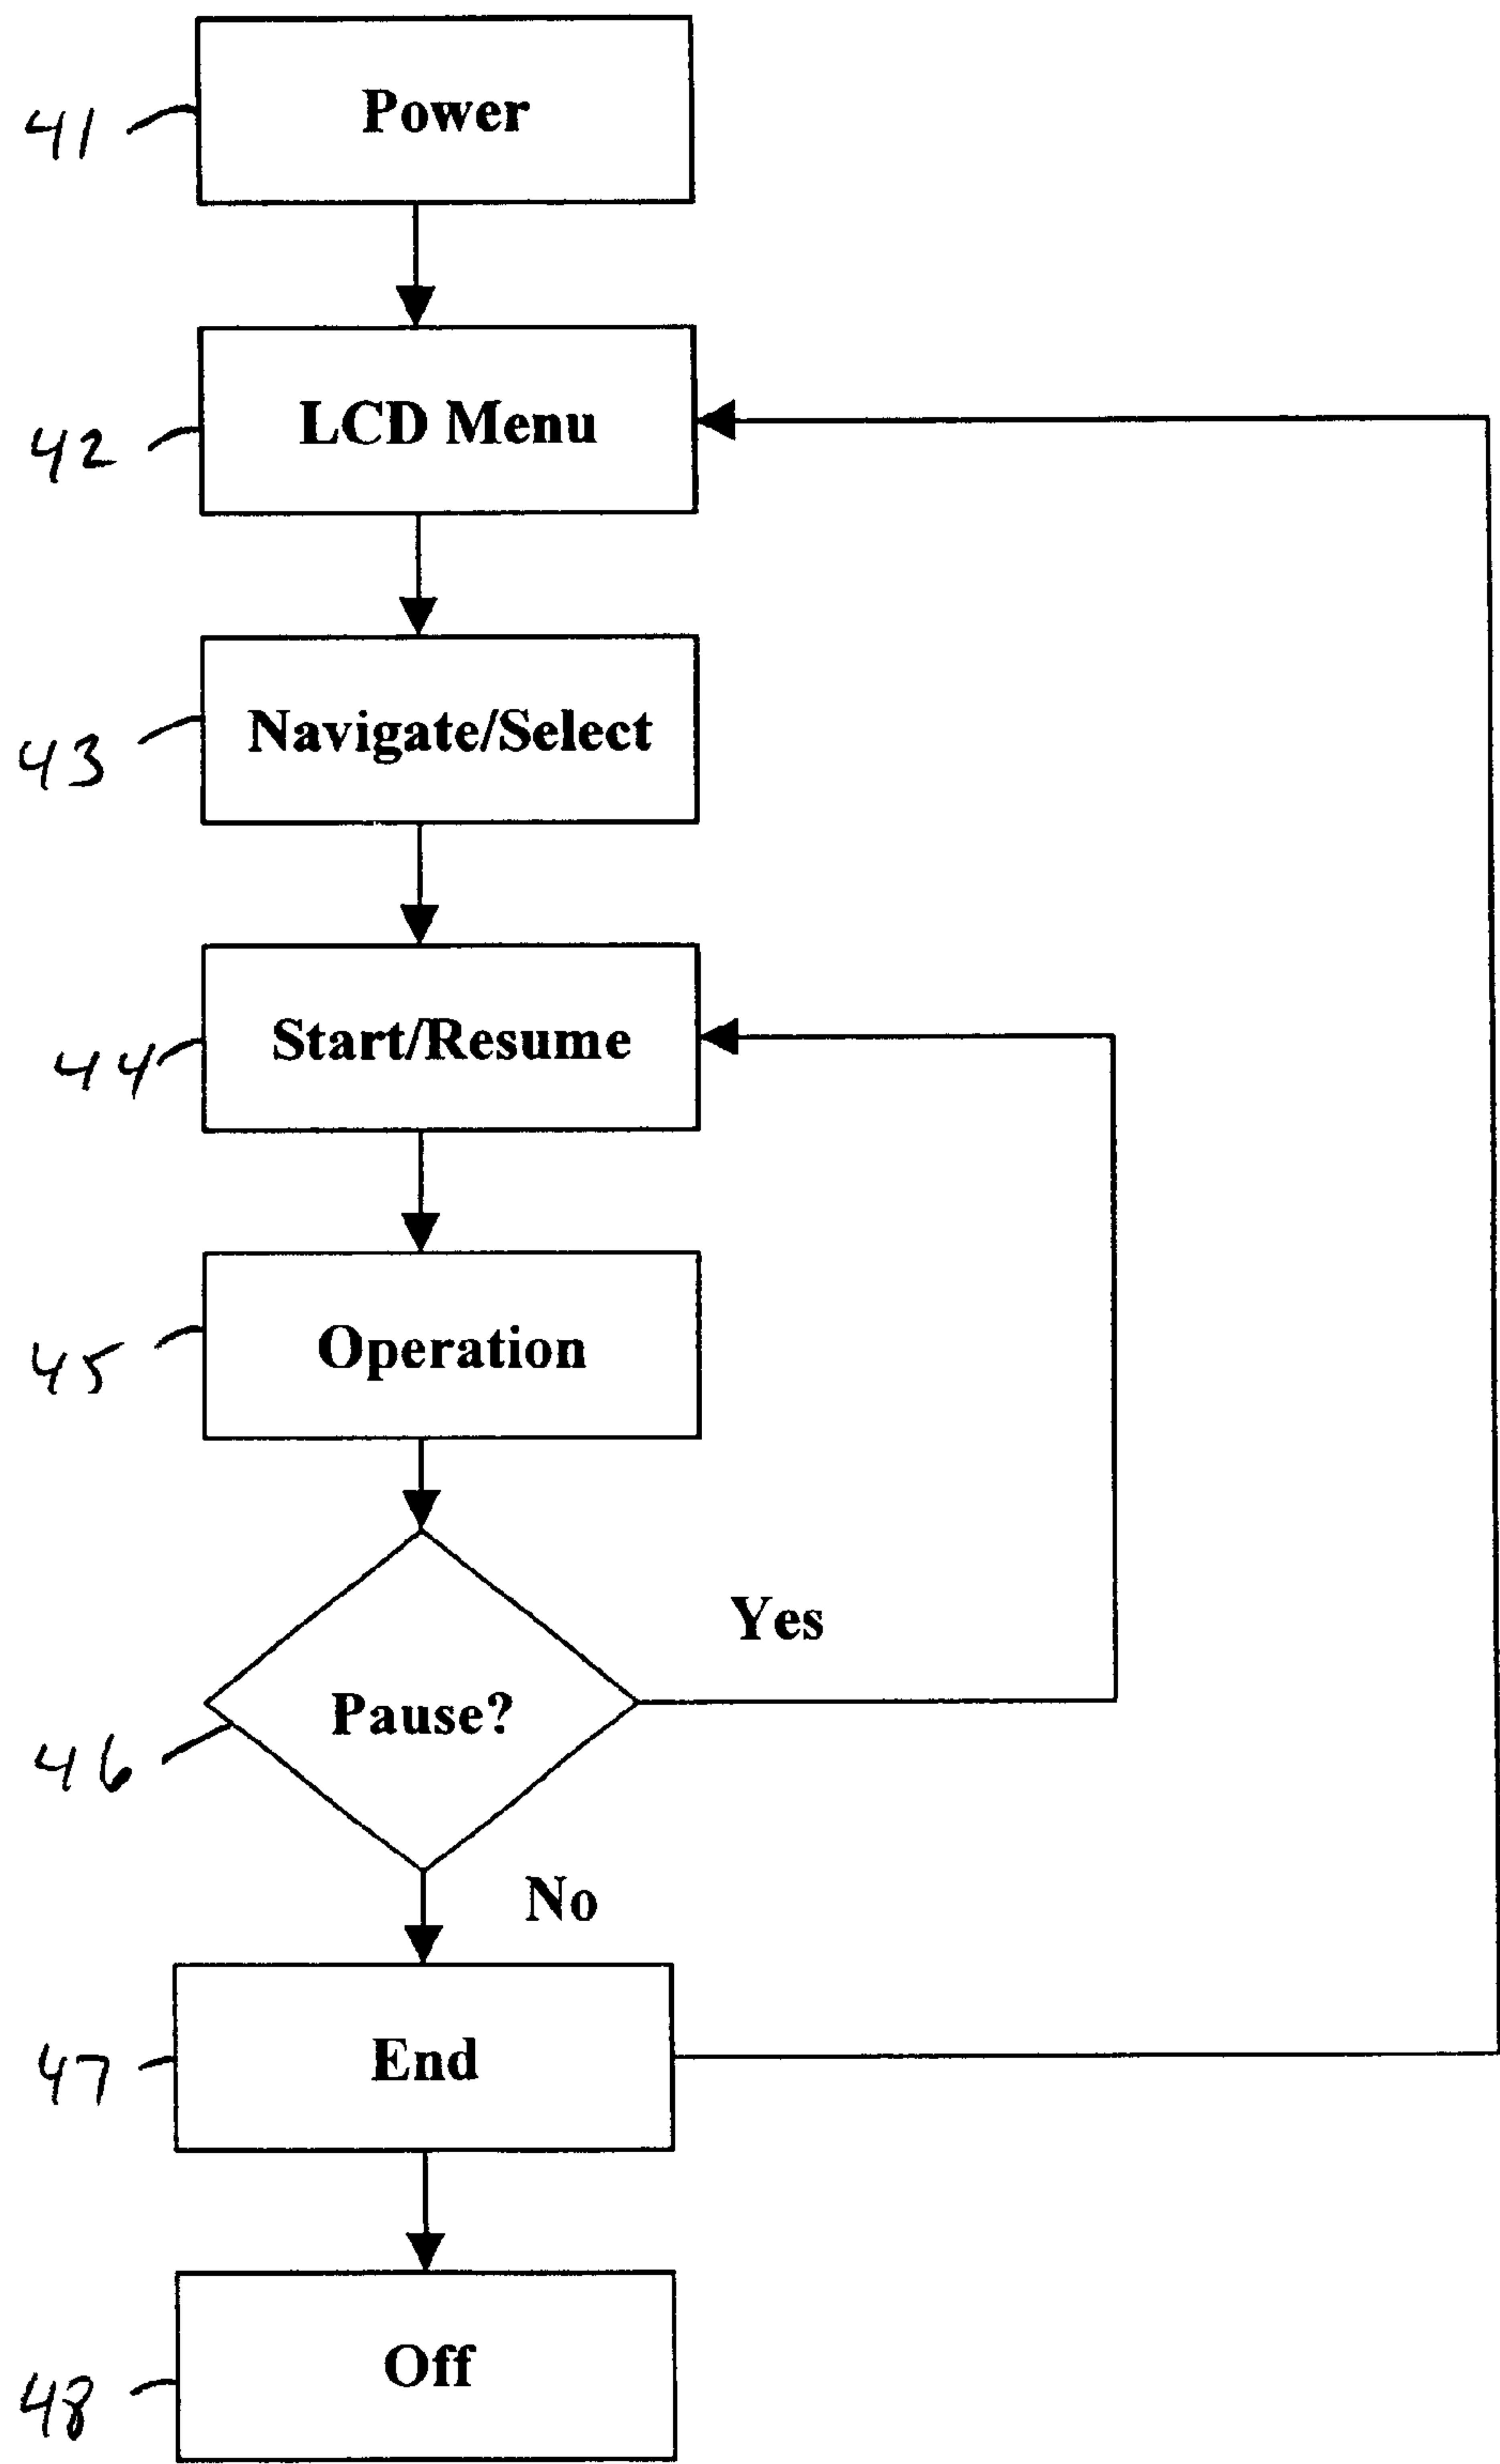 Power
41
LCD Menu
42
Navigate/Select
43
Start/Resume
44
Operation
45
Yes
Pause?
46
No
End
47
Off
48